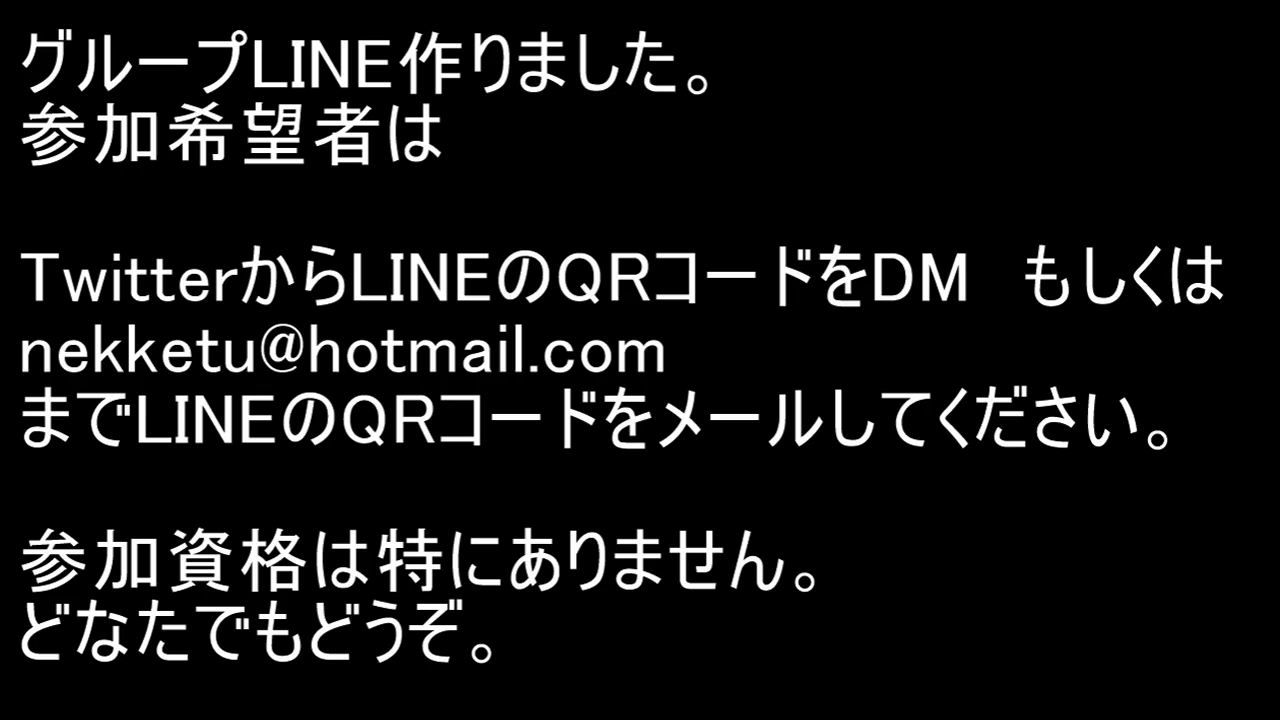 グループLINE作りました。
参加希望者は
TwitterからLINEのQRコードをDM　もしくは
nekketu@hotmail.com
までLINEのQRコードをメールしてください。
参加資格は特にありません。
どなたでもどうぞ。